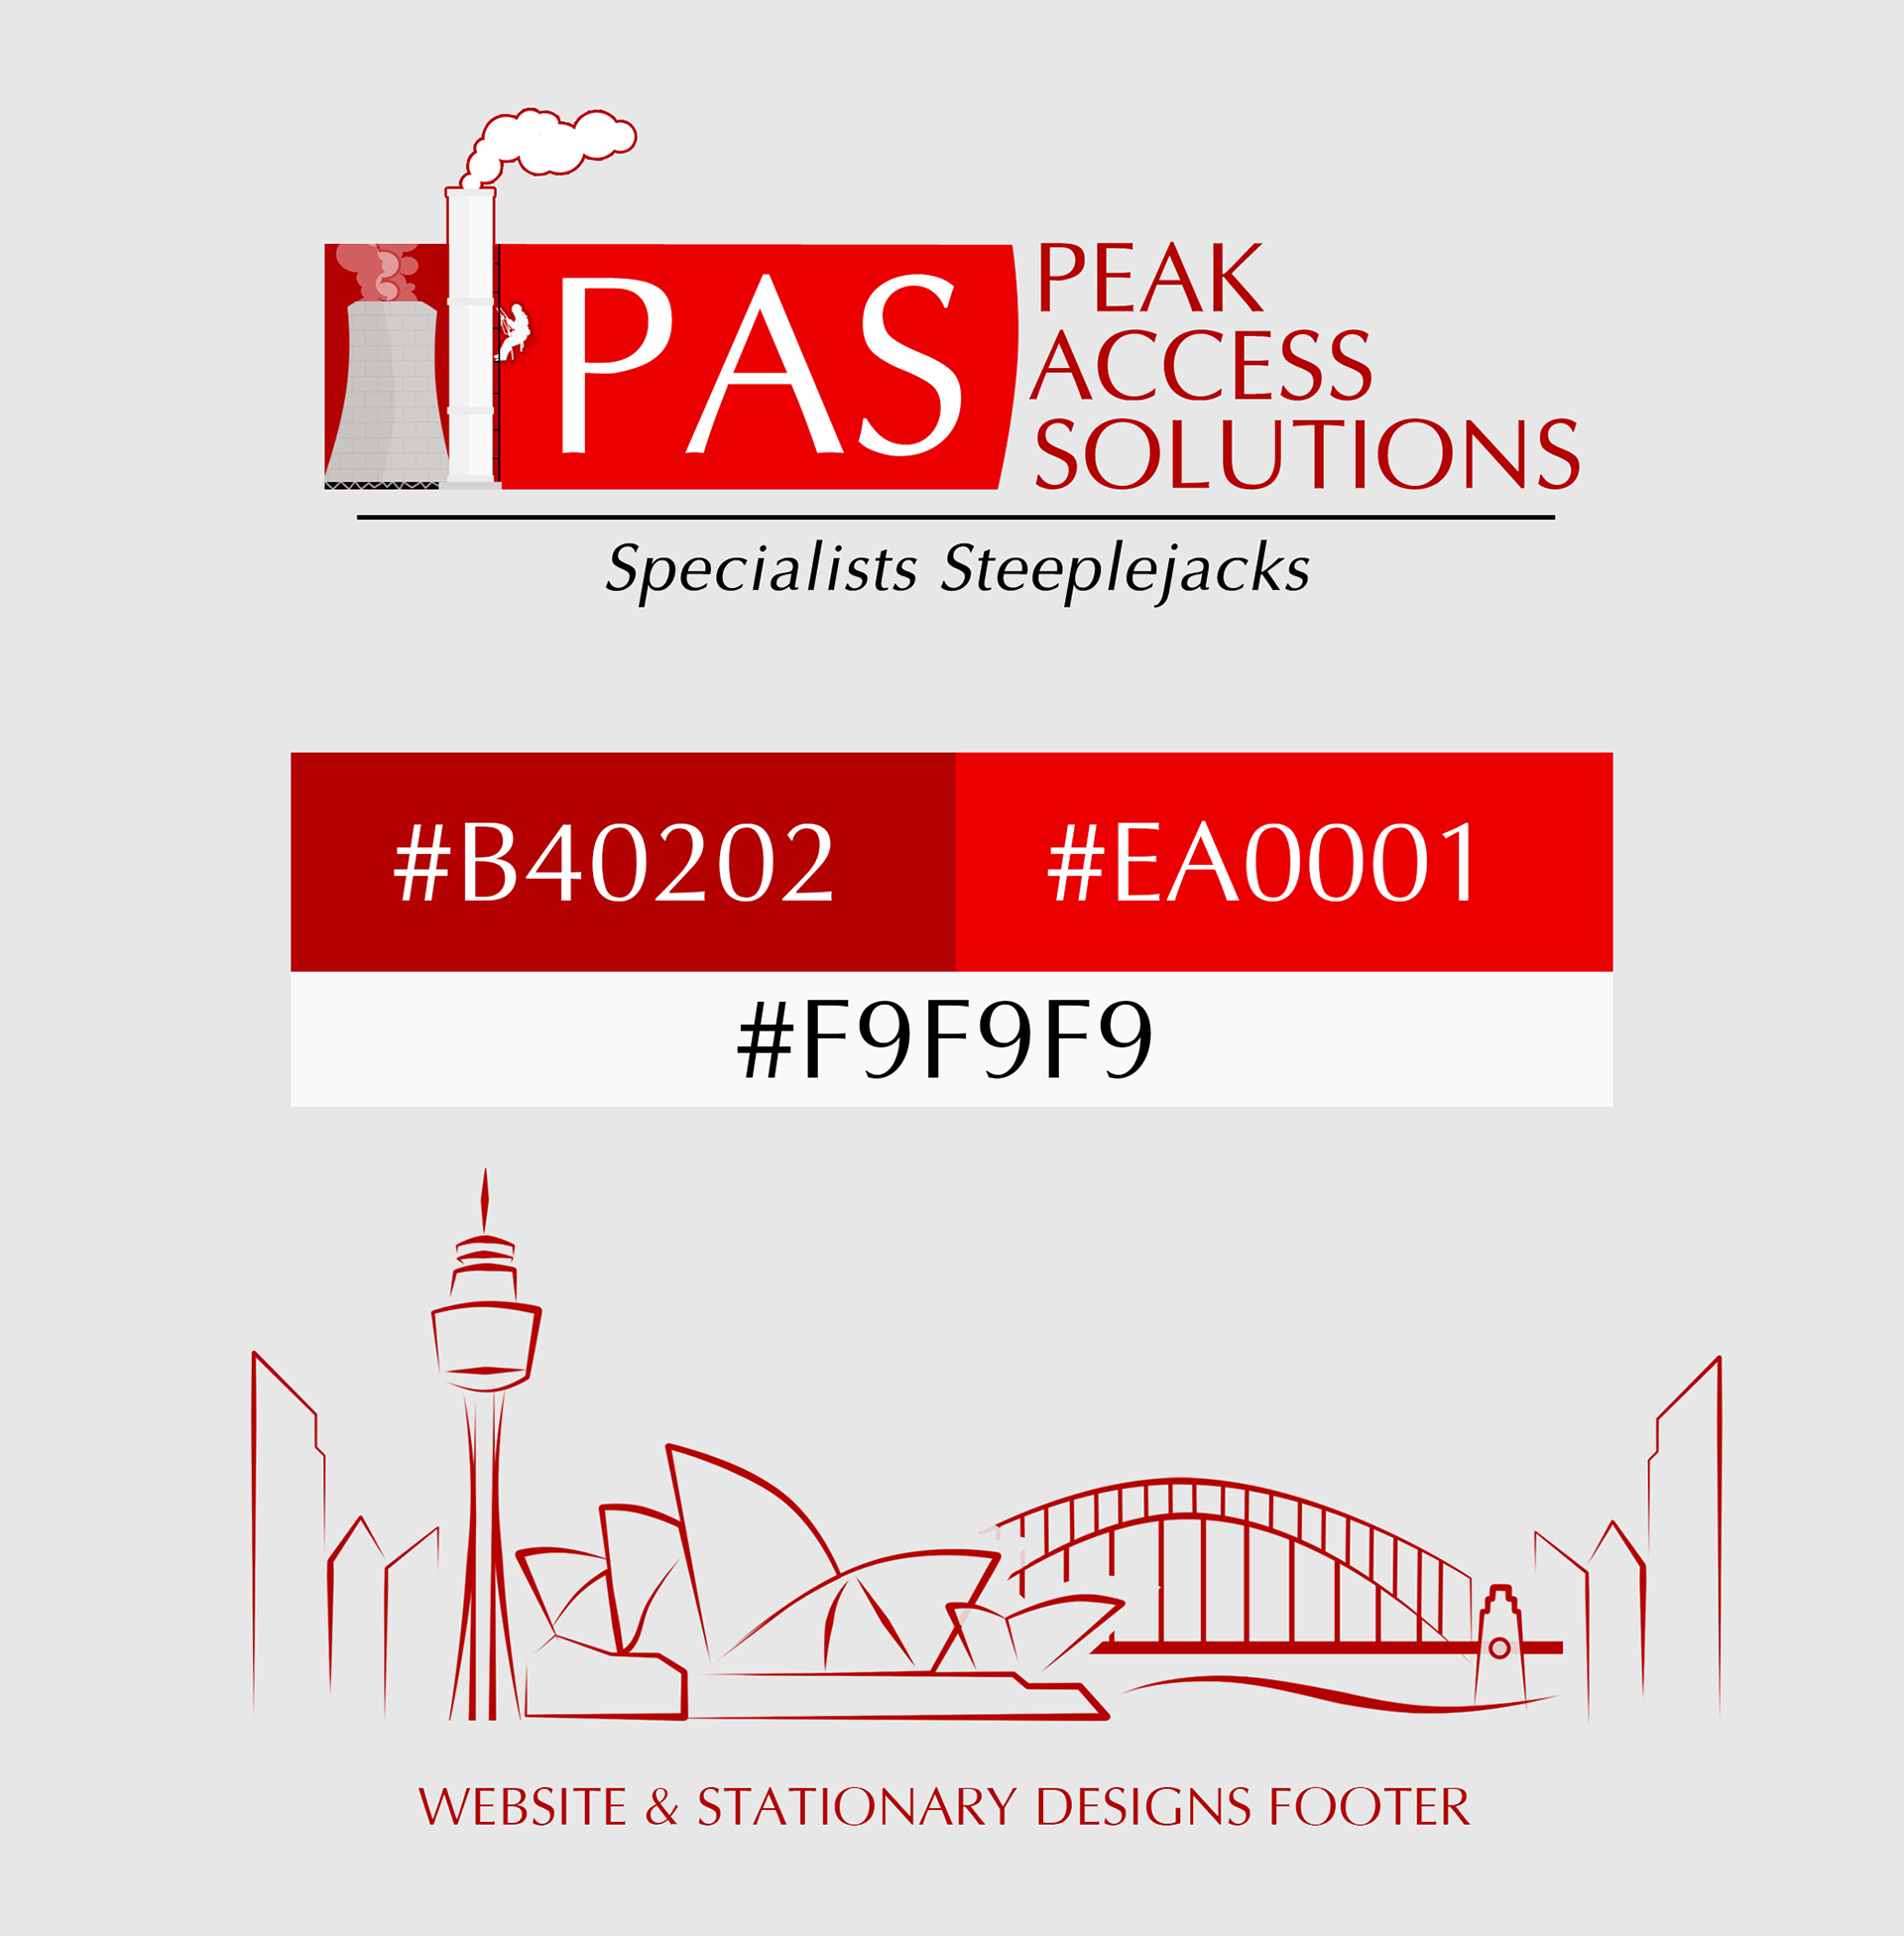 PAS
PEAK
ACCESS
SOLUTIONS
Specialists Steeplejacks
#B40202
#EA0001
#F9F9F9
WEBSITE & STATIONARY DESIGNS FOOTER